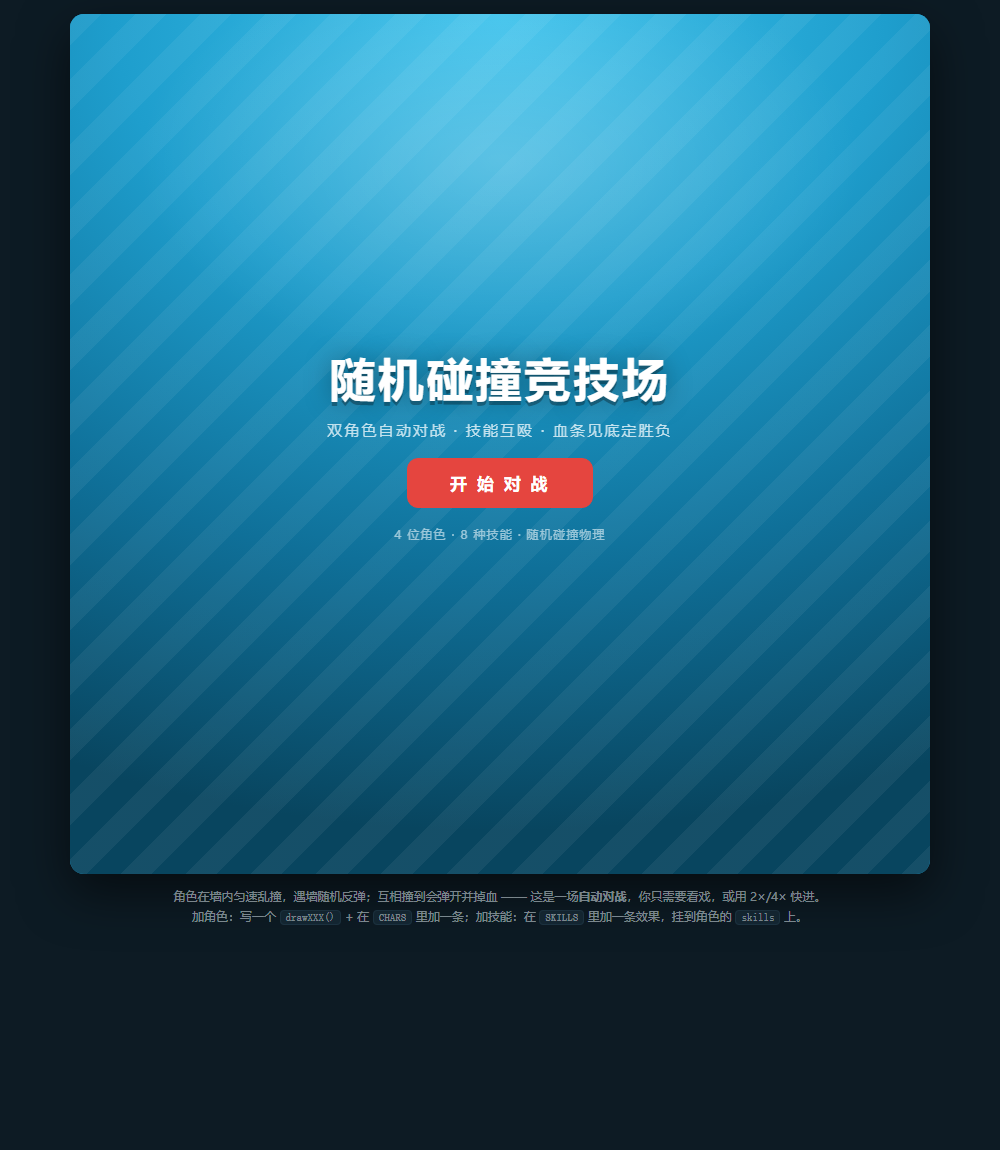 随机碰撞竞技场
双角色自动对战 · 技能互殴 · 血条见底定胜负
开 始 对 战
4 位角色 · 8 种技能 · 随机碰撞物理
角色在墙内匀速乱撞，遇墙随机反弹；互相撞到会弹开并掉血 —— 这是一场自动对战，你只需要看戏，或用 2×/4× 快进。
加角色：写一个 drawXXX() + 在 CHARS 里加一条；加技能：在 SKILLS 里加一条效果，挂到角色的 skills 上。